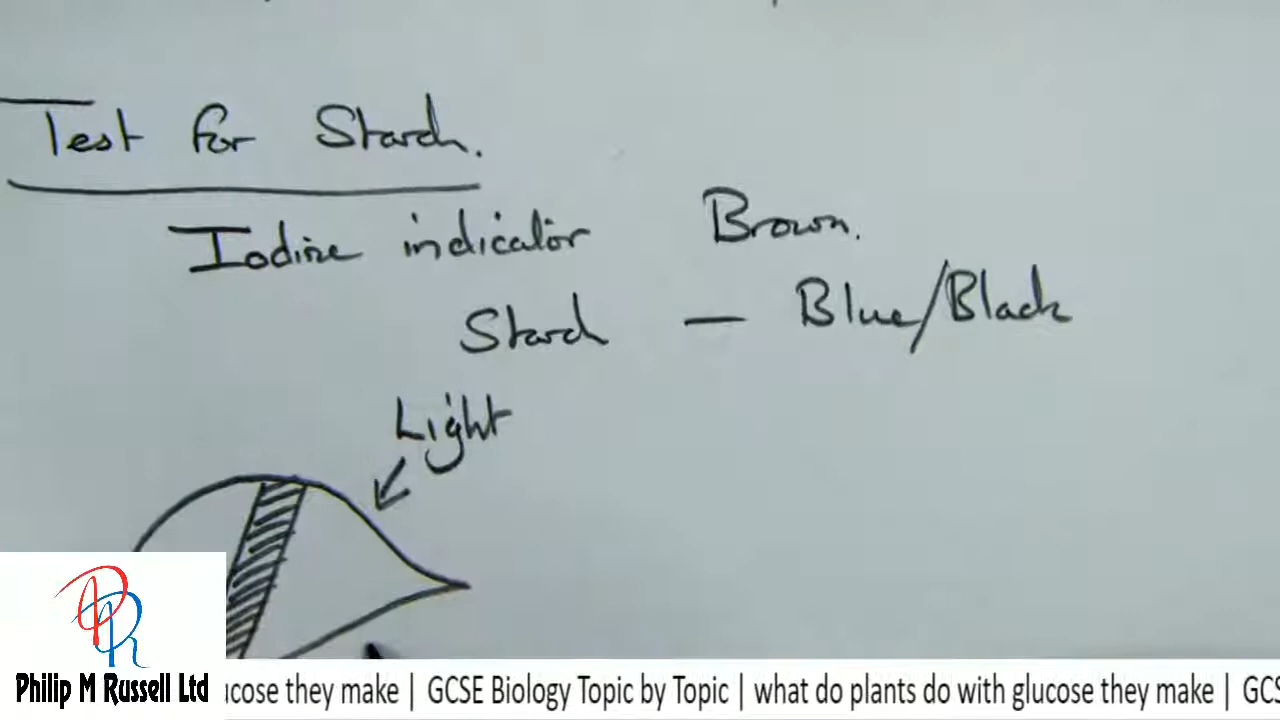 Test for Starch.
Iodine indicator Brown.
Starch — Blue/Black
Light
Philip M Russell Ltd
ucose they make | GCSE Biology Topic by Topic | what do plants do with glucose they make | GCS